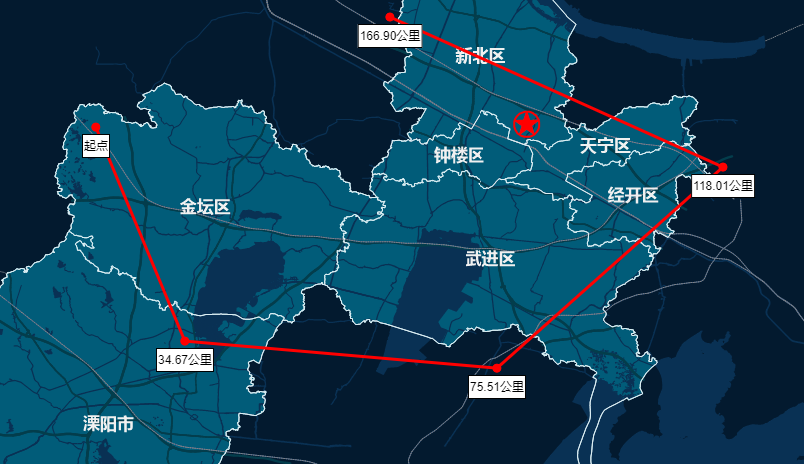 166.90公里
新北区
起点
钟楼区
天宁区
118.01公里
经开区
金坛区
武进区
34.67公里
75.51公里
溧阳市